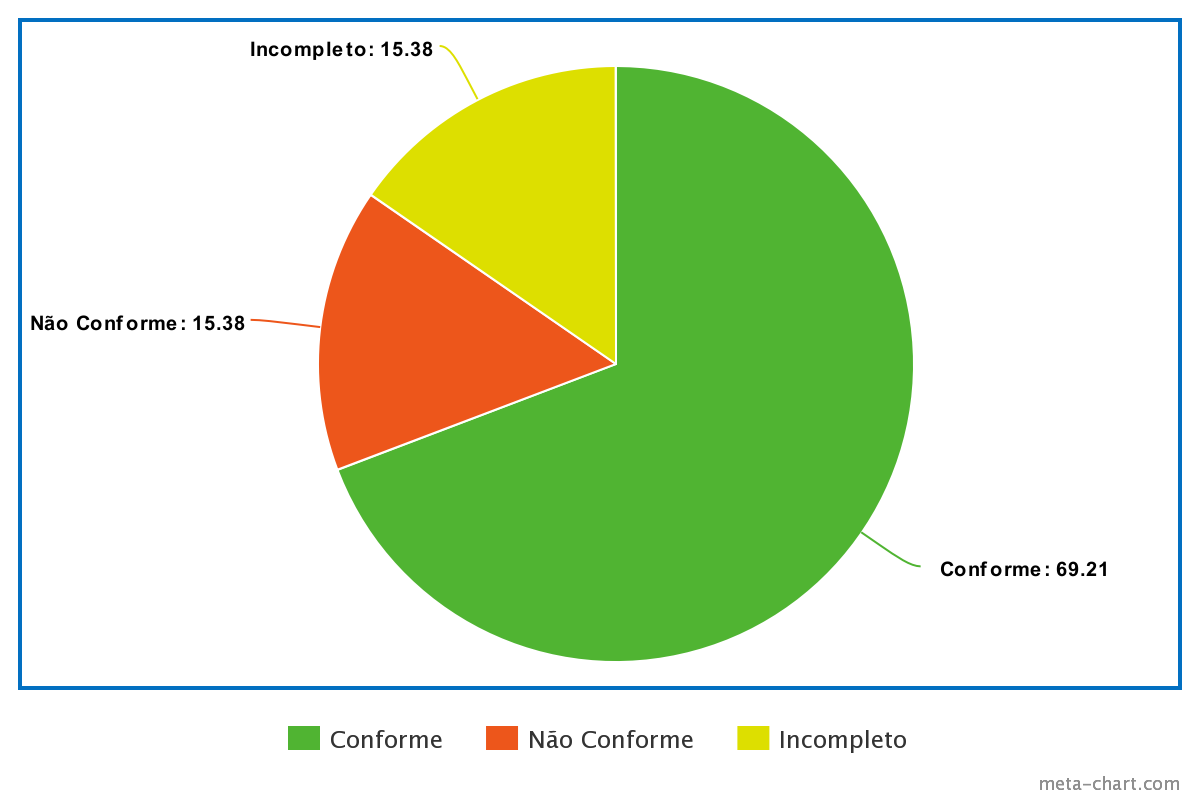 Incompleto: 15.38
Não Conforme: 15.38
Conforme: 69.21
Conforme
Não Conforme
Incompleto
meta-chart.com